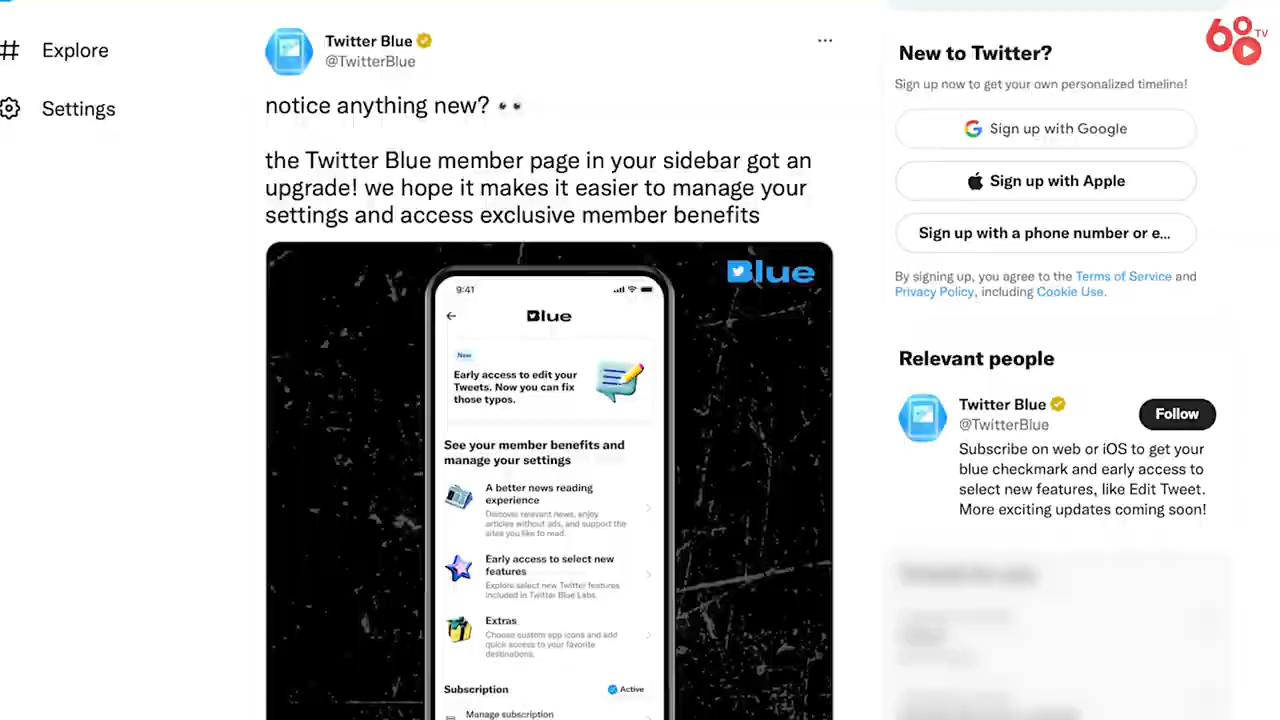 Explore
Settings
Twitter Blue
@TwitterBlue
notice anything new? 👀
the Twitter Blue member page in your sidebar got an
upgrade! we hope it makes it easier to manage your
settings and access exclusive member benefits
Blue
9:41
Blue
New
Early access to edit your
Tweets. Now you can fix
those typos.
See your member benefits and
manage your settings
A better news reading
experience
Discover relevant news, enjoy
articles without ads, and support the
sites you like to read.
Early access to select new
features
Explore select new Twitter features
included in Twitter Blue Labs.
Extras
Choose custom app icons and add
quick access to your favorite
destinations.
Subscription
Active
Manage subscription
60 TV
New to Twitter?
Sign up now to get your own personalized timeline!
Sign up with Google
Sign up with Apple
Sign up with a phone number or e...
By signing up, you agree to the Terms of Service and
Privacy Policy, including Cookie Use.
Relevant people
Twitter Blue
@TwitterBlue
Follow
Subscribe on web or iOS to get your
blue checkmark and early access to
select new features, like Edit Tweet.
More exciting updates coming soon!